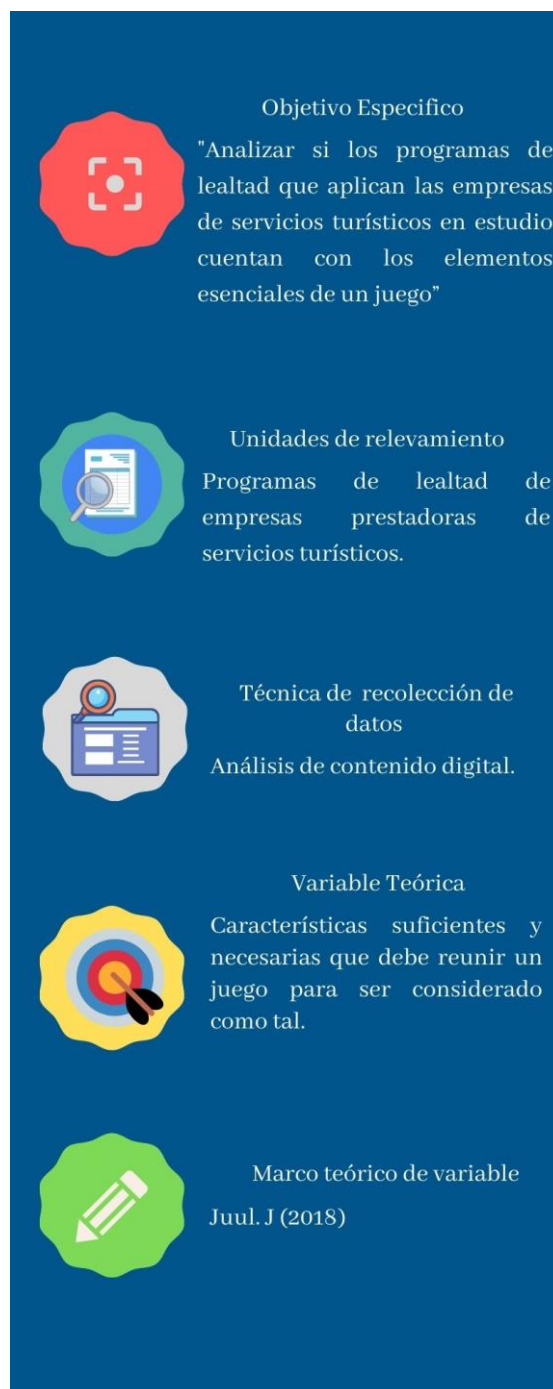 Objetivo Especifico
"Analizar si los programas de
lealtad que aplican las empresas
de servicios turísticos en estudio
cuentan con los elementos
esenciales de un juego”
Unidades de relevamiento
Programas de lealtad de
empresas prestadoras de
servicios turísticos.
Técnica de recolección de
datos
Análisis de contenido digital.
Variable Teórica
Características suficientes y
necesarias que debe reunir un
juego para ser considerado
como tal.
Marco teórico de variable
Juul. J (2018)